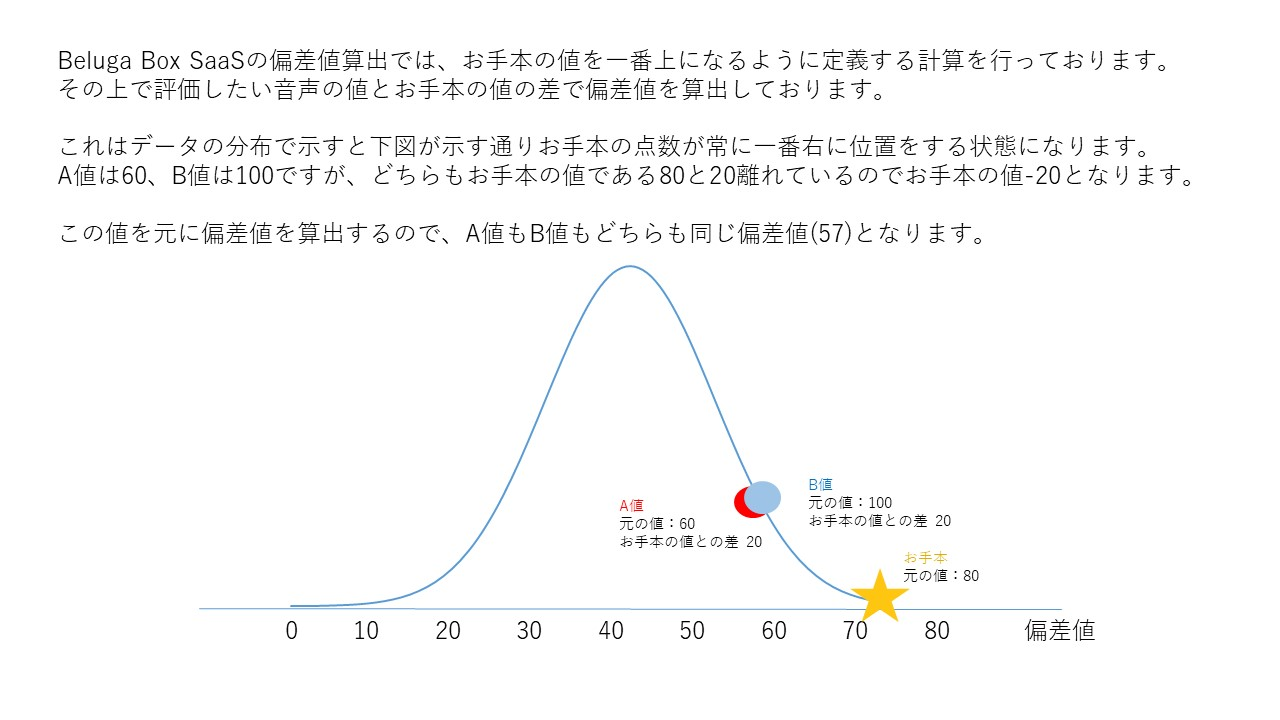 Beluga Box SaaSの偏差値算出では、お手本の値を一番上になるように定義する計算を行っております。
その上で評価したい音声の値とお手本の値の差で偏差値を算出しております。
これはデータの分布で示すと下図が示す通りお手本の点数が常に一番右に位置をする状態になります。
A値は60、B値は100ですが、どちらもお手本の値である80と20離れているのでお手本の値-20となります。
この値を元に偏差値を算出するので、A値もB値もどちらも同じ偏差値(57)となります。
B値
元の値：100
お手本の値との差 20
A値
元の値：60
お手本の値との差 20
お手本
元の値：80
0 10 20 30 40 50 60 70 80 偏差値